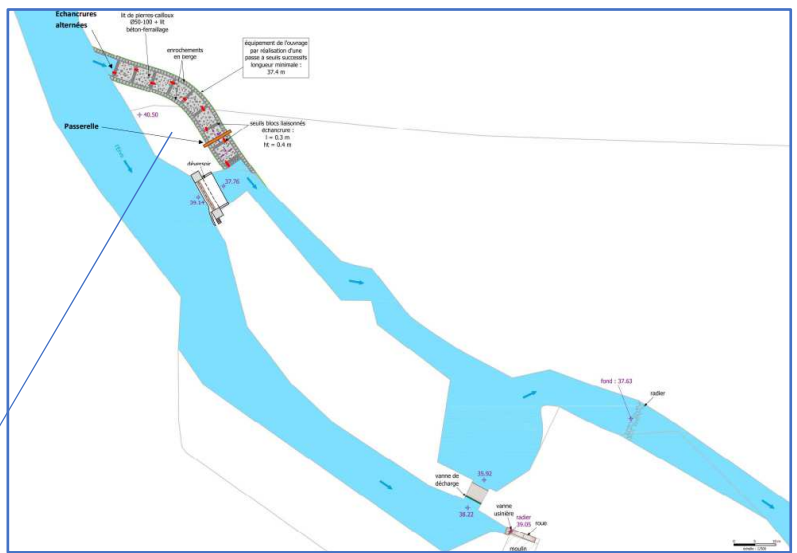 Echancrures
alternées
lit de pierres-cailloux
Ø50-100 + lit
béton-ferraillage
enrochements
en berge
équipement de l'ouvrage
par réalisation d'une
passe à seuils successifs
longueur minimale :
37.4 m
40.50
Passerelle
seuils blocs liaisonnés
échancrure :
l = 0.3 m
ht = 0.4 m
déversoir
37.76
39.14
fond : 37.63
radier
35.92
vanne de
décharge
38.22
vanne
usinière
radier
39.05
roue
moulin